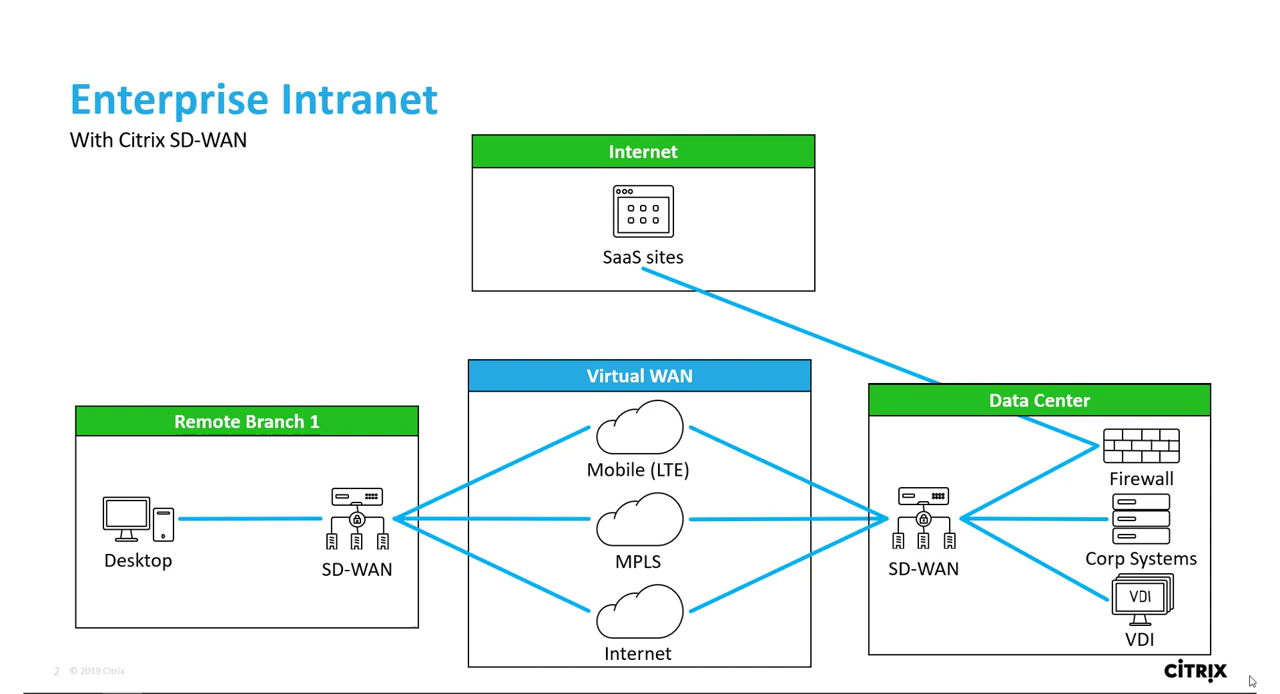 Enterprise Intranet
With Citrix SD-WAN
Internet
SaaS sites
Virtual WAN
Mobile (LTE)
MPLS
Internet
Remote Branch 1
Desktop
SD-WAN
Data Center
SD-WAN
Firewall
Corp Systems
VDI
VDI
2 © 2019 Citrix
CITRIX